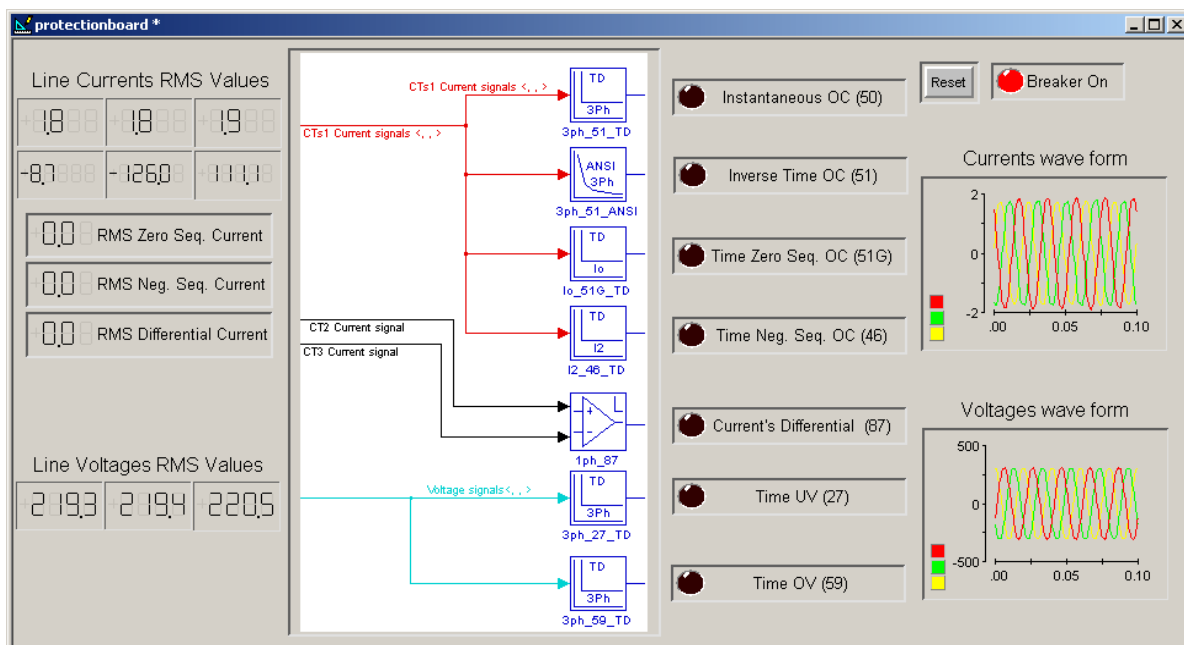 protectionboard *
Line Currents RMS Values
1.8 1.8 1.9
-8.7 -126.0 111.1
0.0 RMS Zero Seq. Current
0.0 RMS Neg. Seq. Current
0.0 RMS Differential Current
Line Voltages RMS Values
219.3 219.4 220.5
CTs1 Current signals <, , >
CTs1 Current signals <, , >
TD
3Ph
3ph_51_TD
ANSI
3Ph
3ph_51_ANSI
TD
Io
Io_51G_TD
TD
I2
I2_46_TD
CT2 Current signal
CT3 Current signal
+
-
1ph_87
Voltage signals<, , >
TD
3Ph
3ph_27_TD
TD
3Ph
3ph_59_TD
Instantaneous OC (50)
Inverse Time OC (51)
Time Zero Seq. OC (51G)
Time Neg. Seq. OC (46)
Current's Differential (87)
Time UV (27)
Time OV (59)
Reset
Breaker On
Currents wave form
2
0
-2
.00 0.05 0.10
Voltages wave form
500
0
-500
.00 0.05 0.10